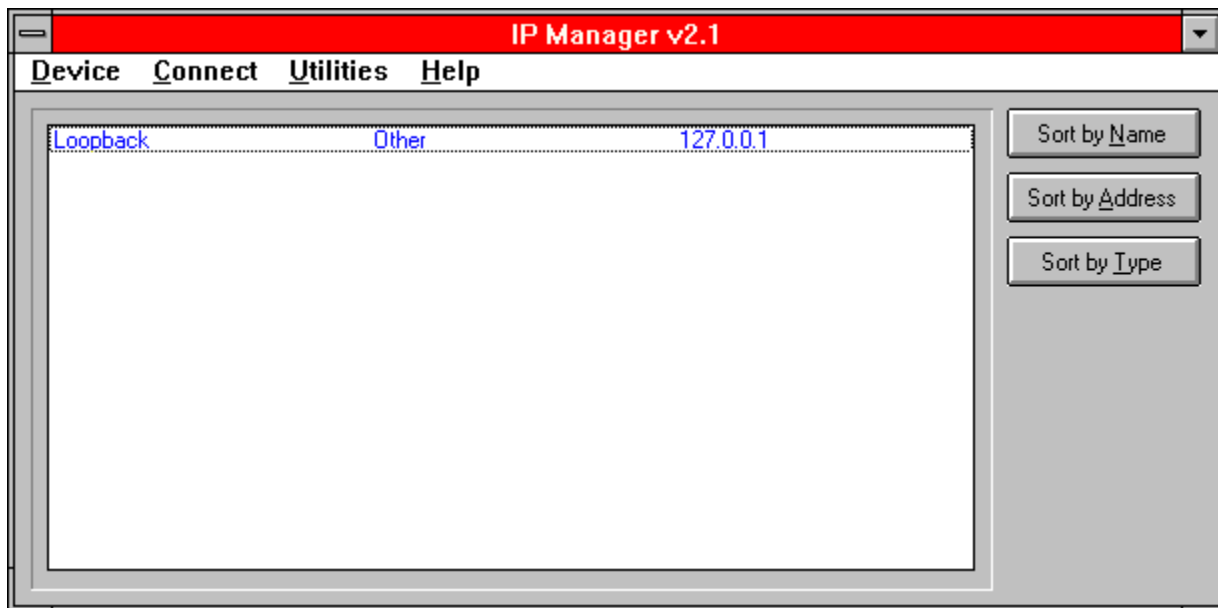 IP Manager v2.1
Device Connect Utilities Help
Loopback Other 127.0.0.1
Sort by Name
Sort by Address
Sort by Type